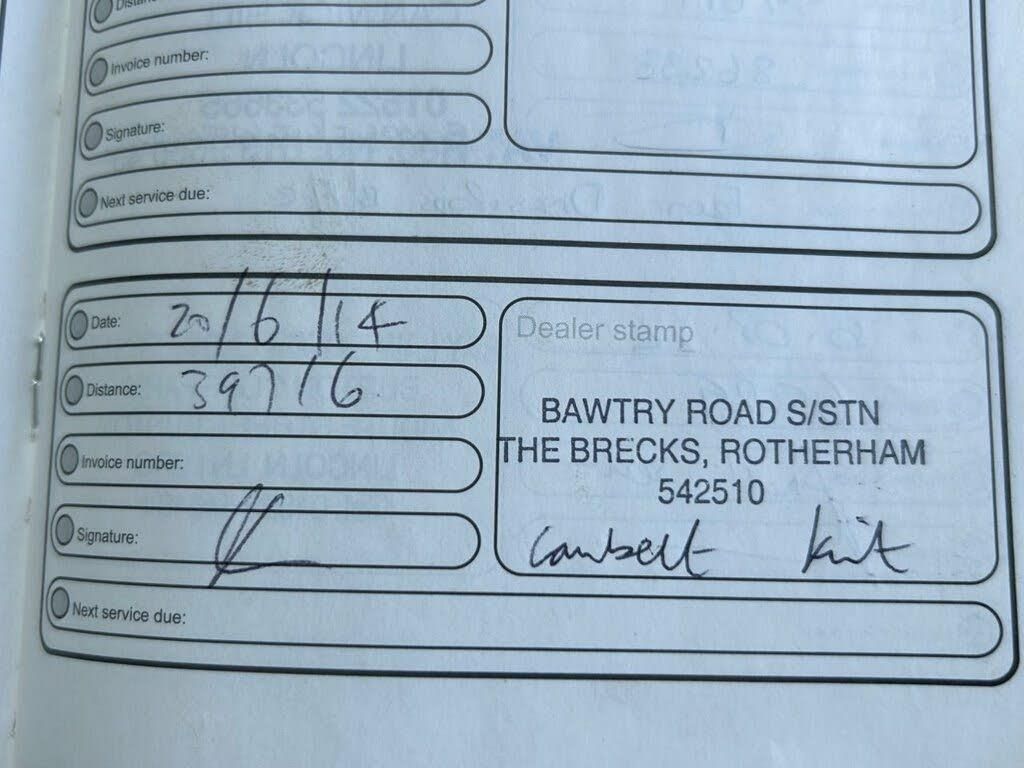 Invoice number:
Signature:
Next service due:
Date: 20/6/14
Distance: 39716
Invoice number:
Signature:
Next service due:
Dealer stamp
BAWTRY ROAD S/STN
THE BRECKS, ROTHERHAM
542510
cambelt kit